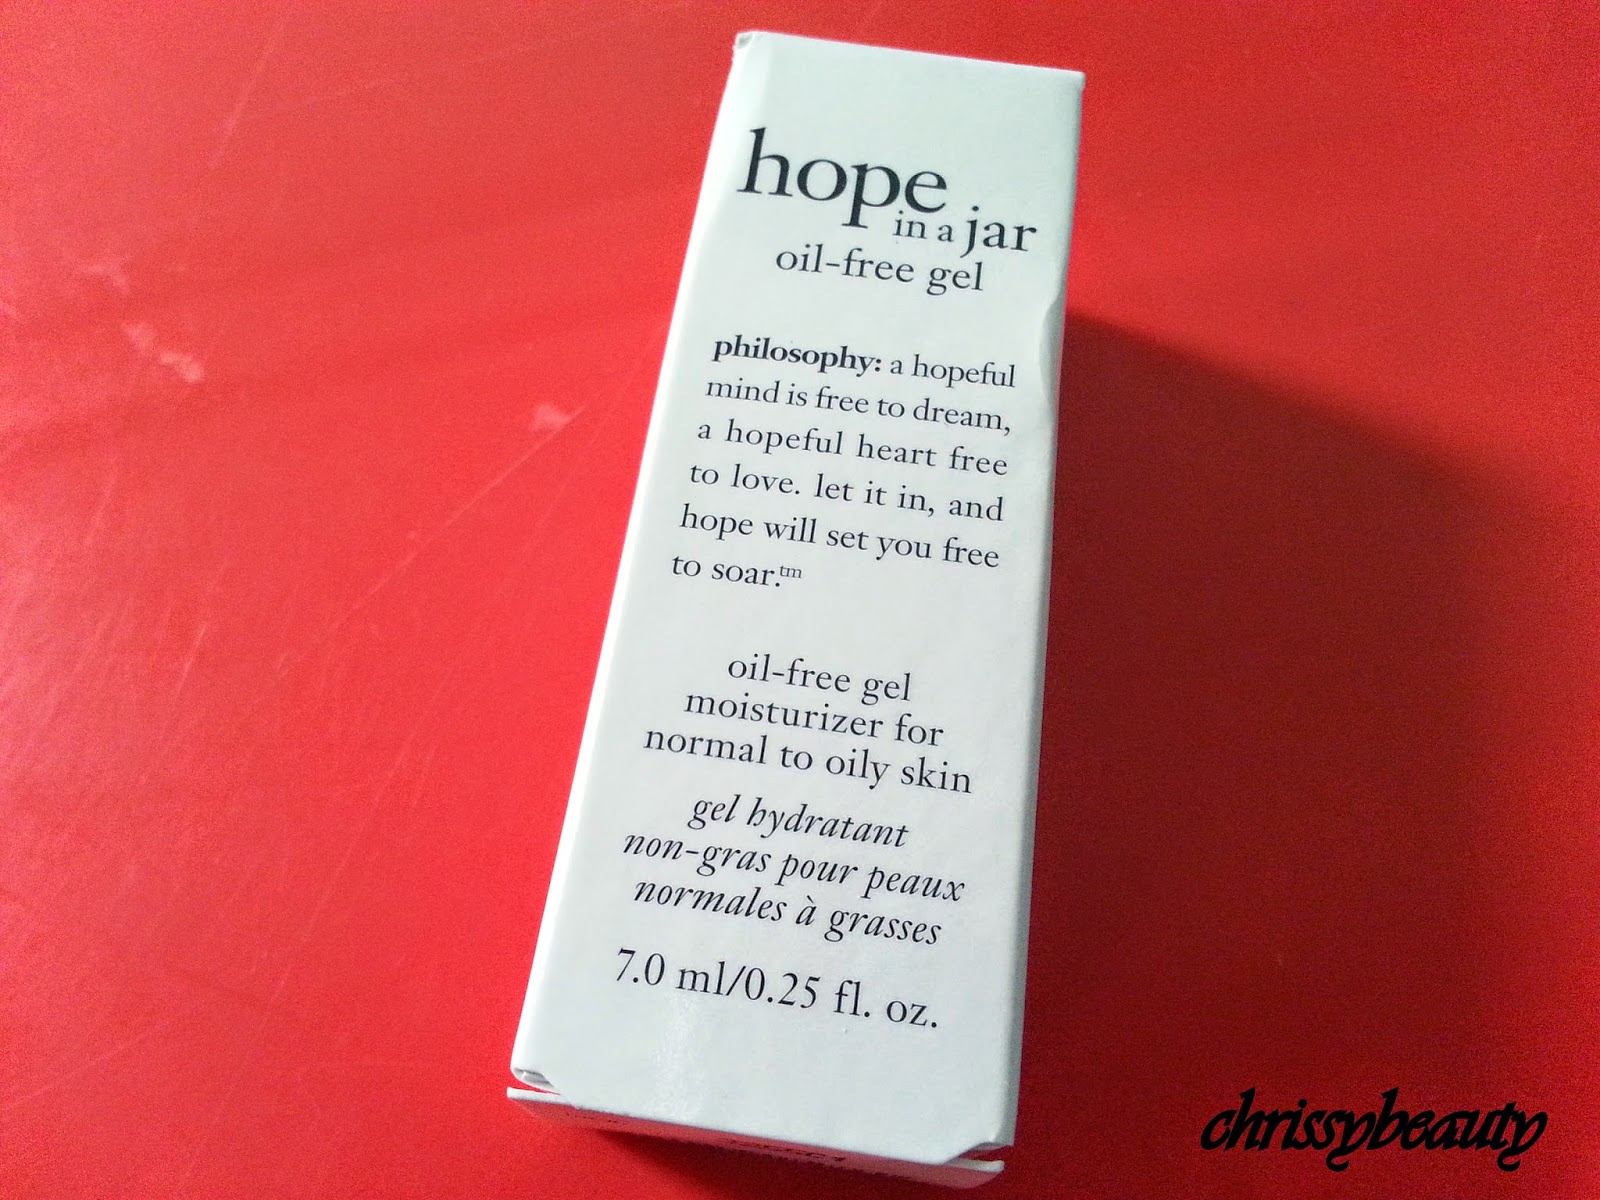 hope
in a jar
oil-free gel
philosophy: a hopeful
mind is free to dream,
a hopeful heart free
to love. let it in, and
hope will set you free
to soar.tm
oil-free gel
moisturizer for
normal to oily skin
gel hydratant
non-gras pour peaux
normales à grasses
7.0 ml/0.25 fl. oz.
chrissybeauty